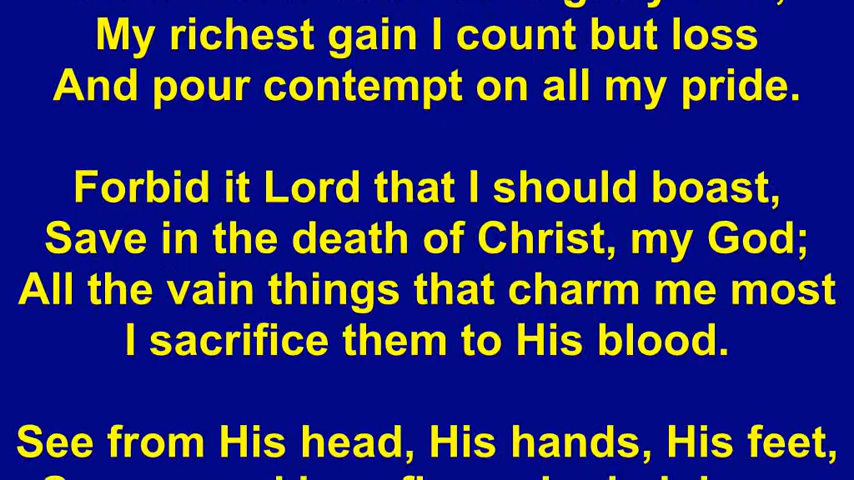 My richest gain I count but loss
And pour contempt on all my pride.
Forbid it Lord that I should boast,
Save in the death of Christ, my God;
All the vain things that charm me most
I sacrifice them to His blood.
See from His head, His hands, His feet,